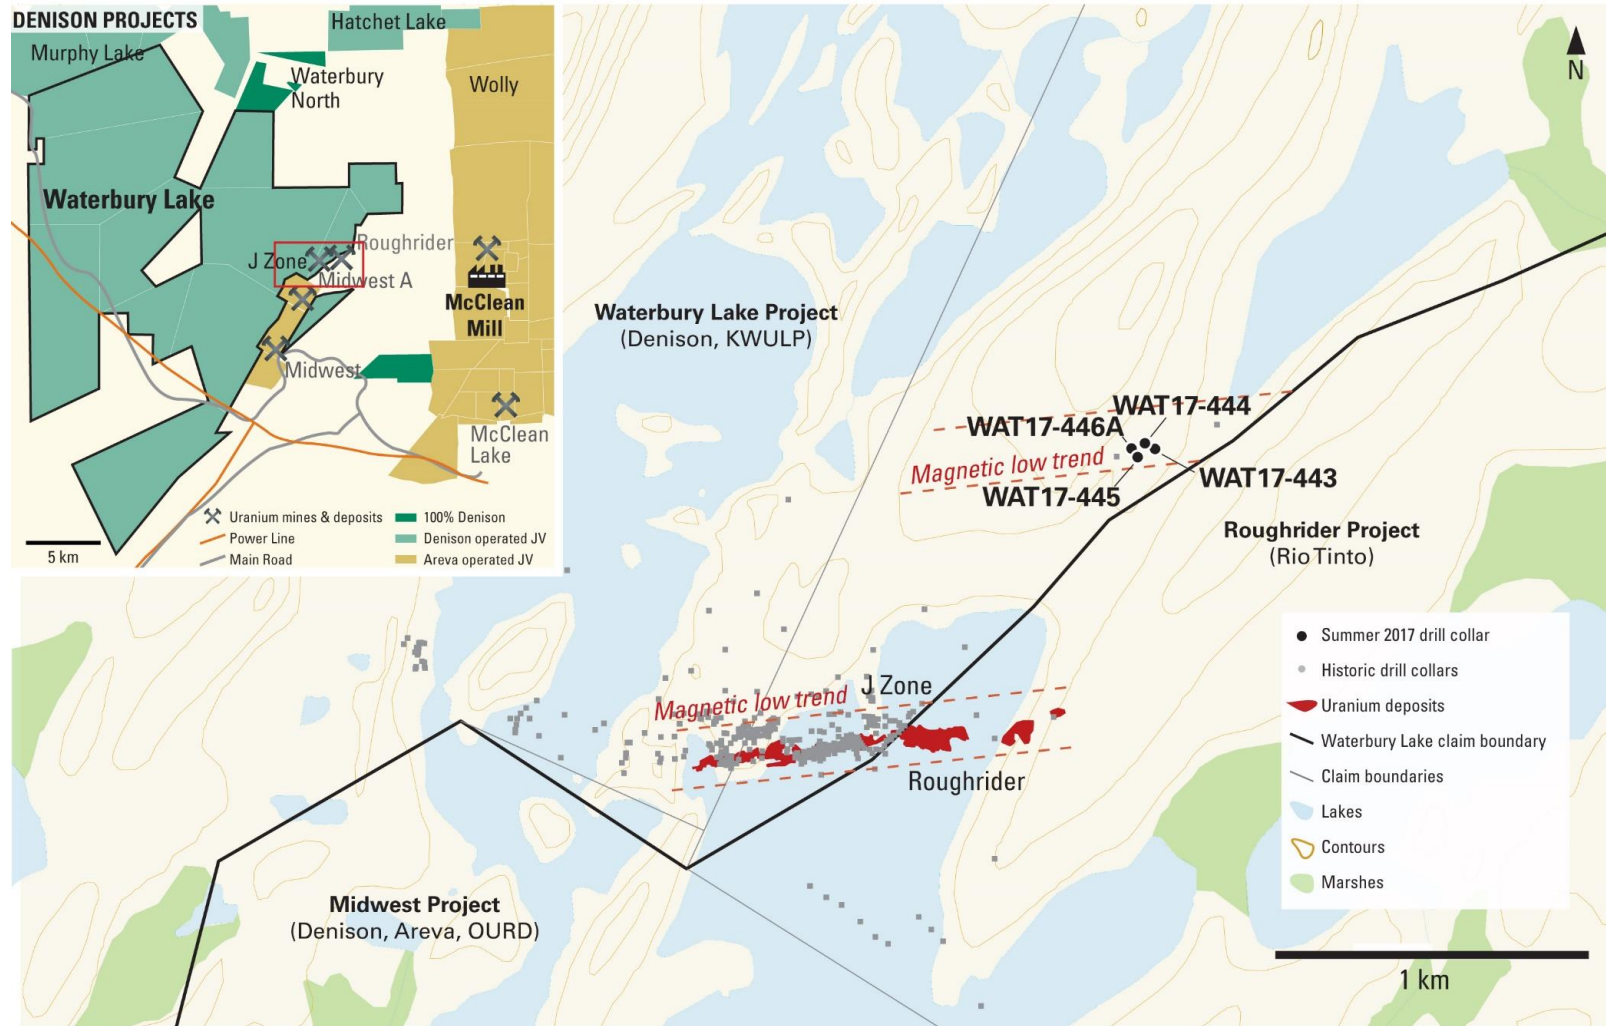 DENISON PROJECTS
Hatchet Lake
Murphy Lake
Waterbury
North
Wolly
Waterbury Lake
Roughrider
J Zone
Midwest A
McClean
Mill
Midwest
McClean
Lake
Uranium mines & deposits
Power Line
Main Road
100% Denison
Denison operated JV
Areva operated JV
5 km
N
Waterbury Lake Project
(Denison, KWULP)
WAT17-444
WAT17-446A
Magnetic low trend
WAT17-443
WAT17-445
Roughrider Project
(Rio Tinto)
J Zone
Magnetic low trend
Roughrider
Midwest Project
(Denison, Areva, OURD)
Summer 2017 drill collar
Historic drill collars
Uranium deposits
Waterbury Lake claim boundary
Claim boundaries
Lakes
Contours
Marshes
1 km